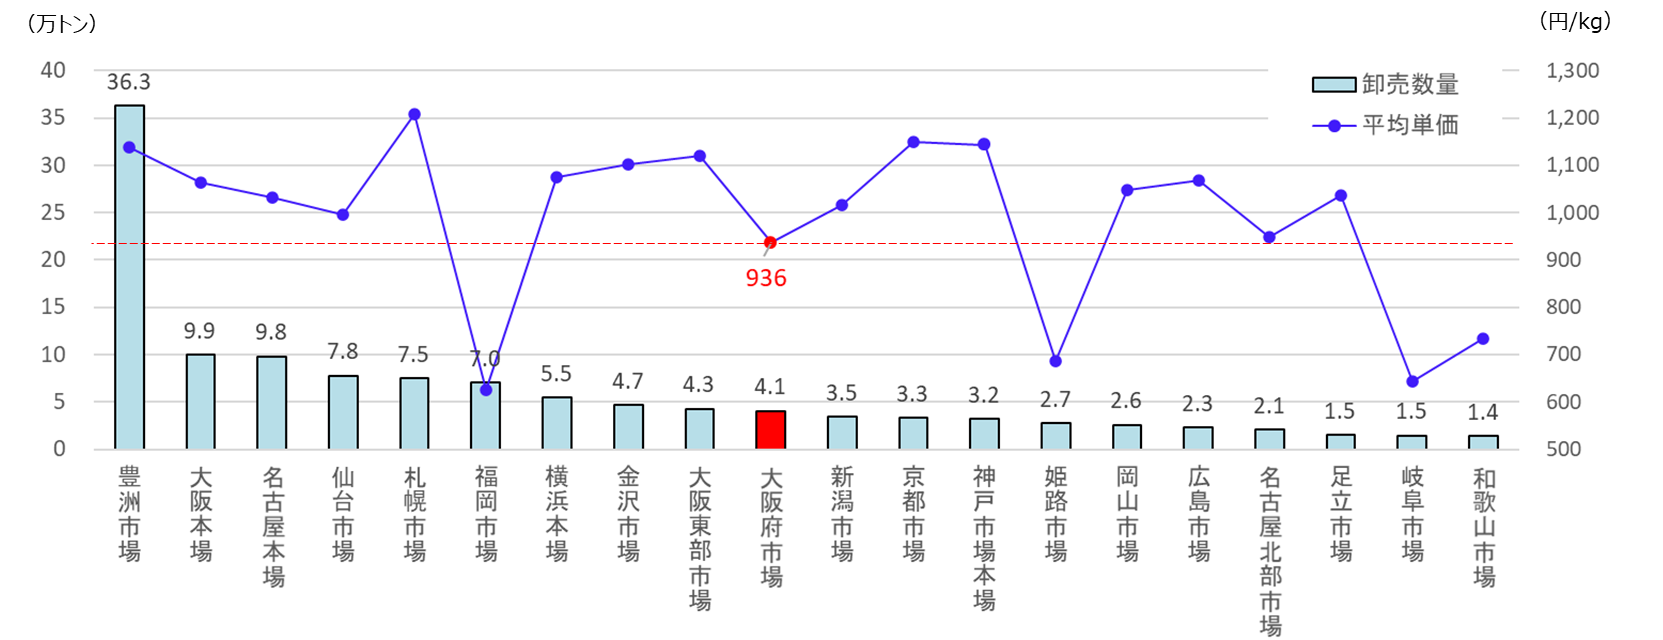 （万トン）
（円/kg）
40
35
30
25
20
15
10
5
0
1,300
1,200
1,100
1,000
900
800
700
600
500
卸売数量
平均単価
36.3
9.9
9.8
7.8
7.5
7.0
5.5
4.7
4.3
4.1
3.5
3.3
3.2
2.7
2.6
2.3
2.1
1.5
1.5
1.4
936
豊洲市場
大阪本場
名古屋本場
仙台市場
札幌市場
福岡市場
横浜本場
金沢市場
大阪東部市場
大阪府市場
新潟市場
京都市場
神戸市場本場
姫路市場
岡山市場
広島市場
名古屋北部市場
足立市場
岐阜市場
和歌山市場